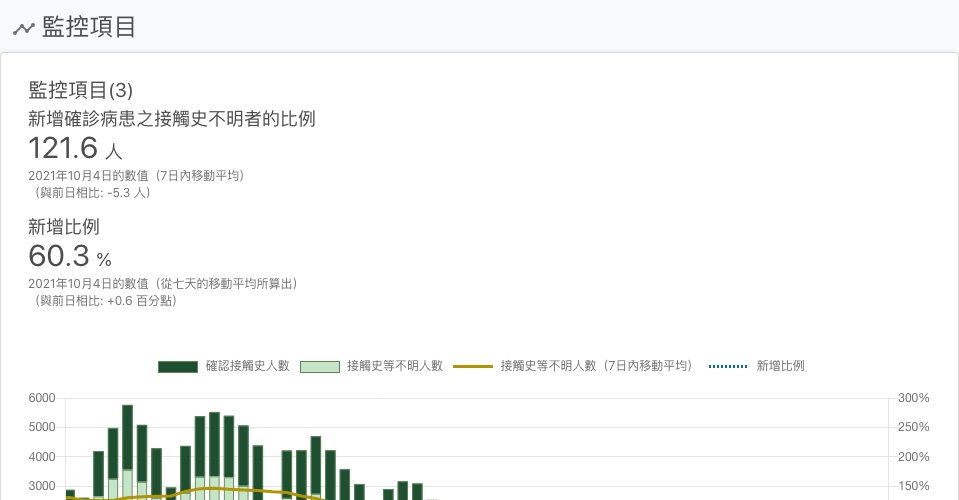 監控項目
監控項目(3)
新增確診病患之接觸史不明者的比例
121.6 人
2021年10月4日的數值（7日內移動平均）
（與前日相比: -5.3 人）
新增比例
60.3 %
2021年10月4日的數值（從七天的移動平均所算出）
（與前日相比: +0.6 百分點）
確認接觸史人數 接觸史等不明人數 接觸史等不明人數（7日內移動平均） 新增比例
6000 300%
5000 250%
4000 200%
3000 150%